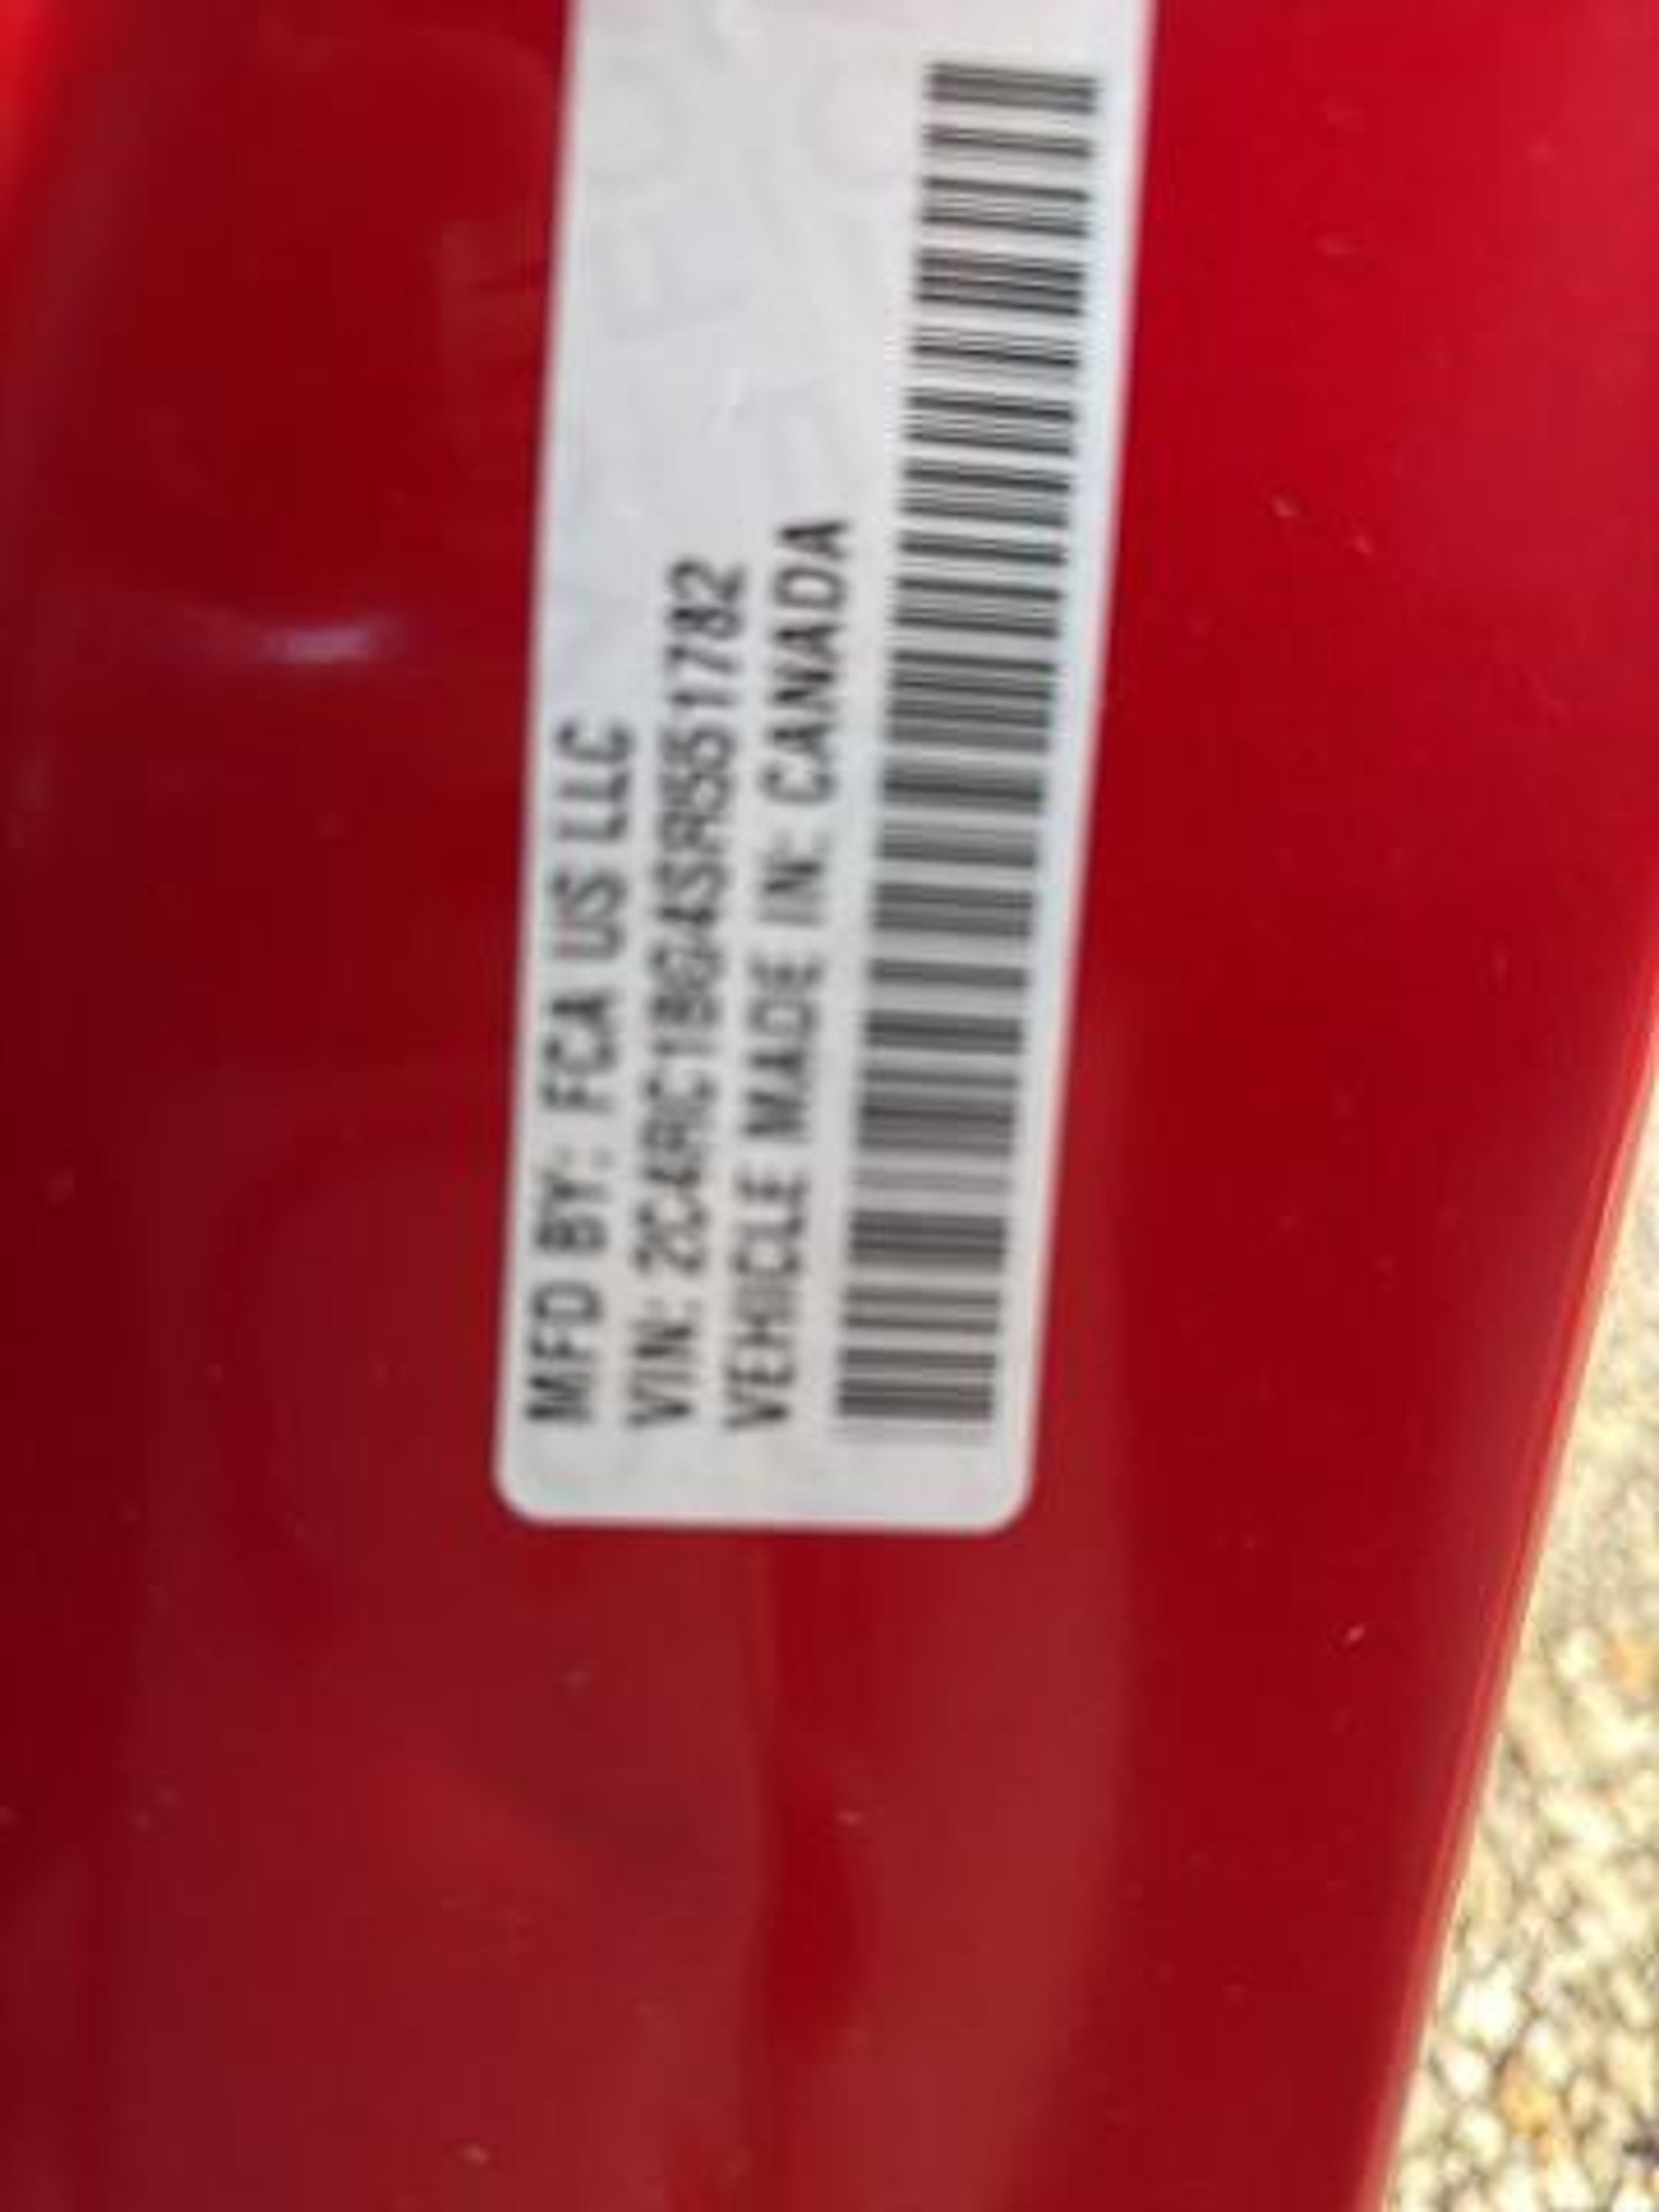 MFD BY: FCA US LLC
VIN: 2C4RC1BG4SR551782
VEHICLE MADE IN: CANADA